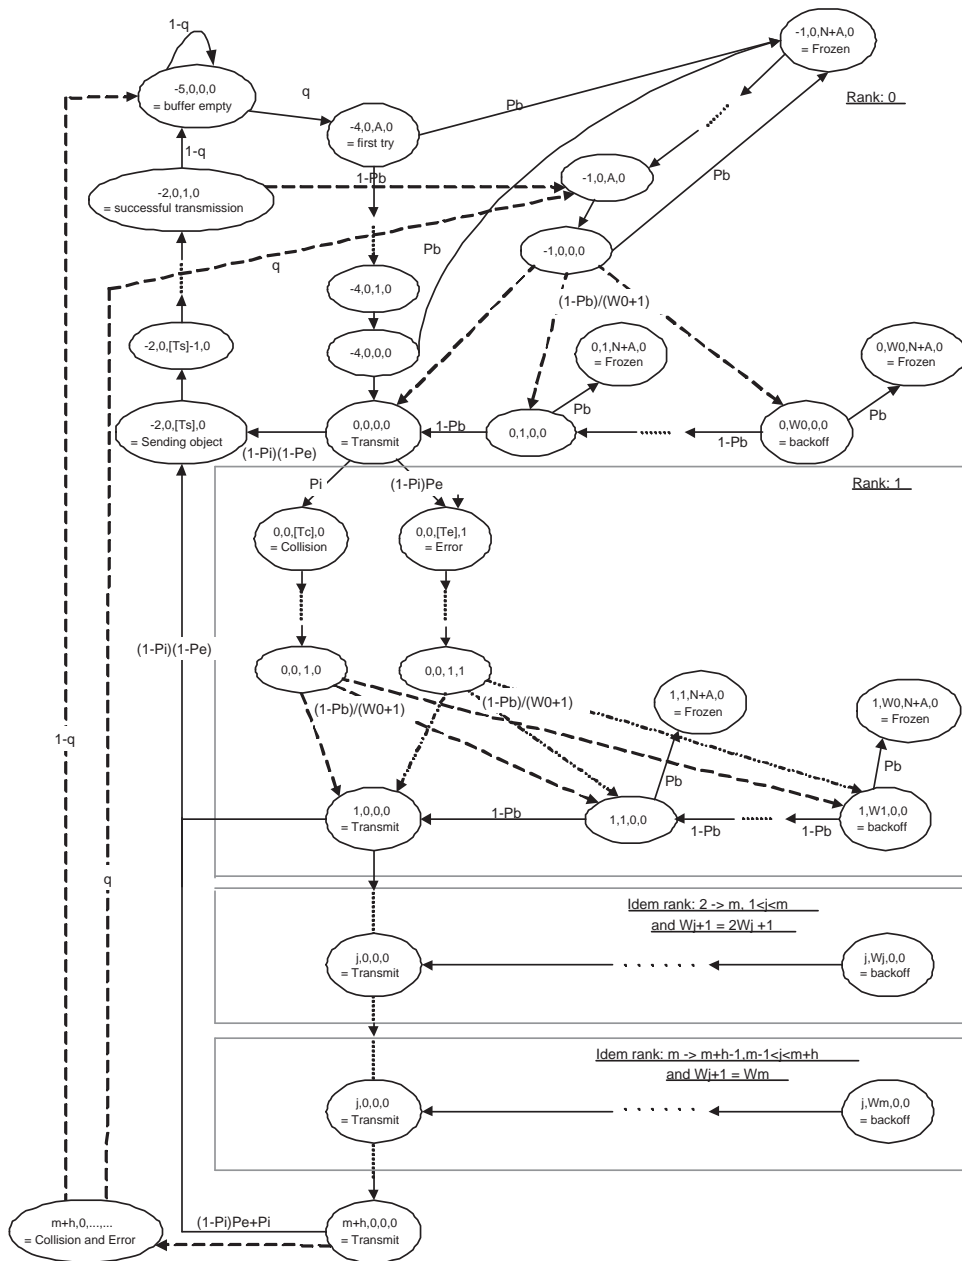 1-q
-1,0,N+A,0
= Frozen
-5,0,0,0
= buffer empty
q
Pb
Rank: 0
-4,0,A,0
= first try
1-q
1-Pb
-1,0,A,0
Pb
-2,0,1,0
= successful transmission
-1,0,0,0
q
Pb
-4,0,1,0
(1-Pb)/(W0+1)
-2,0,[Ts]-1,0
-4,0,0,0
0,1,N+A,0
= Frozen
0,W0,N+A,0
= Frozen
-2,0,[Ts],0
= Sending object
0,0,0,0
= Transmit
1-Pb
0,1,0,0
Pb
1-Pb
0,W0,0,0
= backoff
Pb
(1-Pi)(1-Pe)
Pi
(1-Pi)Pe
Rank: 1
0,0,[Tc],0
= Collision
0,0,[Te],1
= Error
(1-Pi)(1-Pe)
0,0,1,0
0,0,1,1
(1-Pb)/(W0+1)
(1-Pb)/(W0+1)
1,1,N+A,0
= Frozen
1,W0,N+A,0
= Frozen
1-q
Pb
Pb
1,0,0,0
= Transmit
1-Pb
1,1,0,0
1-Pb
1-Pb
1,W1,0,0
= backoff
q
Idem rank: 2 -> m, 1<j<m
and Wj+1 = 2Wj +1
j,0,0,0
= Transmit
j,Wj,0,0
= backoff
Idem rank: m -> m+h-1,m-1<j<m+h
and Wj+1 = Wm
j,0,0,0
= Transmit
j,Wm,0,0
= backoff
m+h,0,...,...
= Collision and Error
(1-Pi)Pe+Pi
m+h,0,0,0
= Transmit